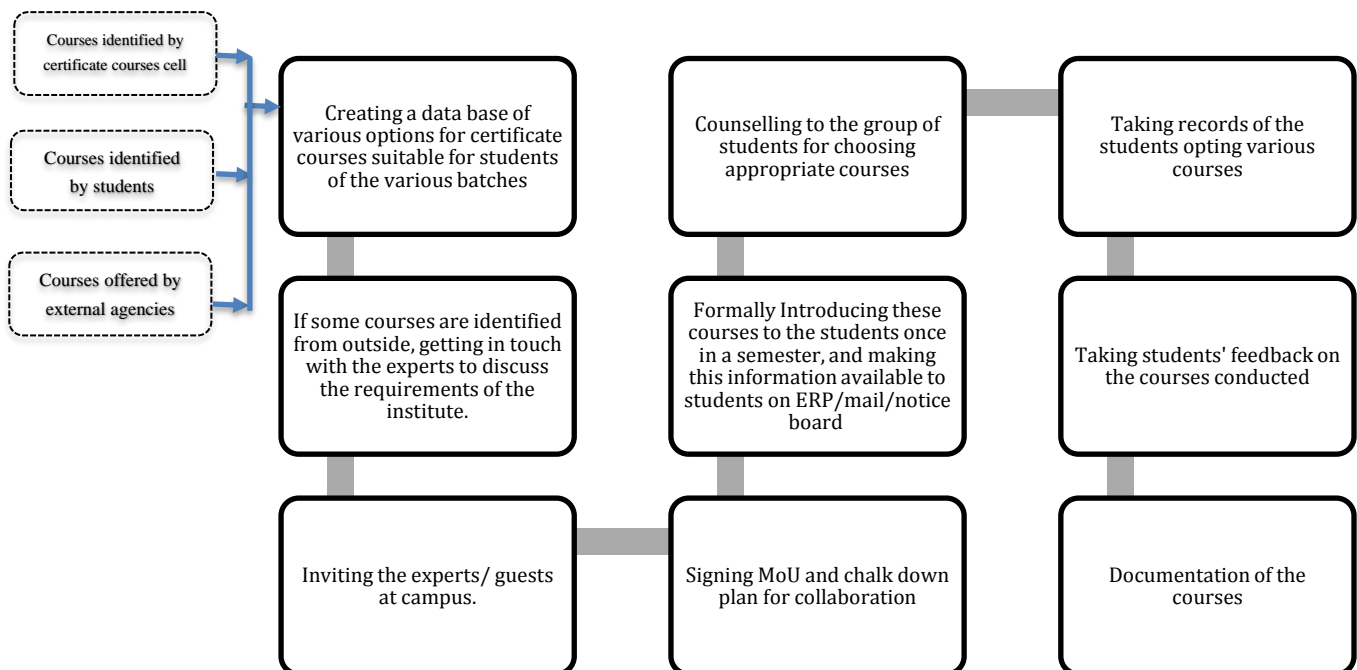 Courses identified by
certificate courses cell
Courses identified
by students
Courses offered by
external agencies
Creating a data base of
various options for certificate
courses suitable for students
of the various batches
If some courses are identified
from outside, getting in touch
with the experts to discuss
the requirements of the
institute.
Inviting the experts/ guests
at campus.
Signing MoU and chalk down
plan for collaboration
Formally Introducing these
courses to the students once
in a semester, and making
this information available to
students on ERP/mail/notice
board
Counselling to the group of
students for choosing
appropriate courses
Taking records of the
students opting various
courses
Taking students' feedback on
the courses conducted
Documentation of the
courses